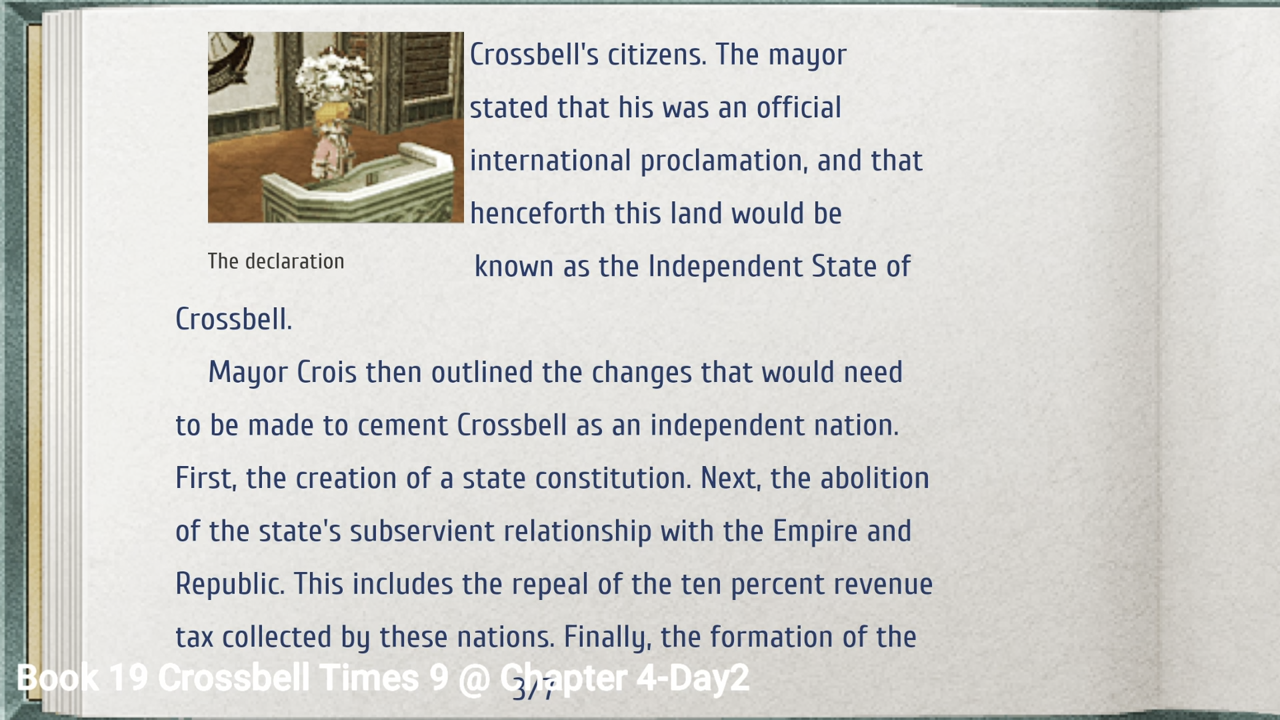 Crossbell's citizens. The mayor
stated that his was an official
international proclamation, and that
henceforth this land would be
The declaration
known as the Independent State of
Crossbell.
Mayor Crois then outlined the changes that would need
to be made to cement Crossbell as an independent nation.
First, the creation of a state constitution. Next, the abolition
of the state's subservient relationship with the Empire and
Republic. This includes the repeal of the ten percent revenue
tax collected by these nations. Finally, the formation of the
Book 19 Crossbell Times 9 @ Chapter 4-Day2
3/7